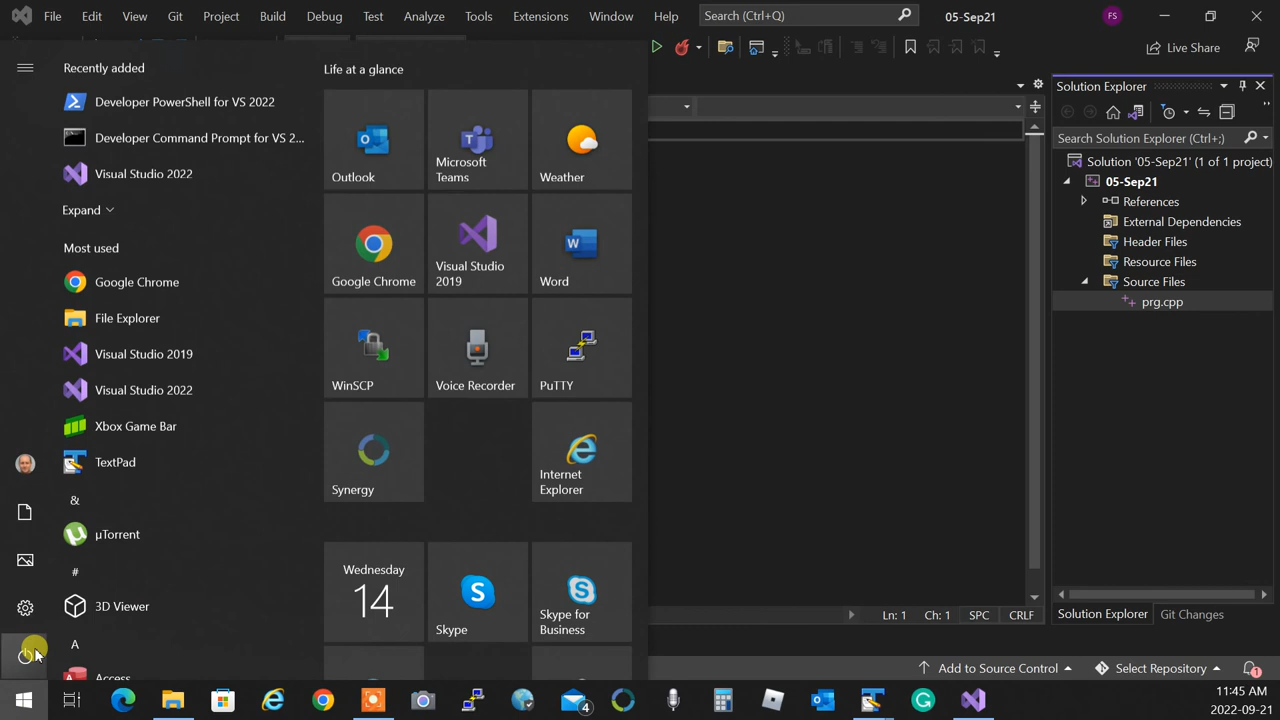 File Edit View Git Project Build Debug Test Analyze Tools Extensions Window Help Search (Ctrl+Q) 05-Sep21 FS
Live Share
Recently added
Developer PowerShell for VS 2022
Developer Command Prompt for VS 2...
Visual Studio 2022
Expand
Most used
Google Chrome
File Explorer
Visual Studio 2019
Visual Studio 2022
Xbox Game Bar
TextPad
&
µTorrent
#
3D Viewer
A
Access
Life at a glance
Outlook
Microsoft
Teams
Weather
Google Chrome
Visual Studio
2019
Word
WinSCP
Voice Recorder
PuTTY
Synergy
Internet
Explorer
Wednesday
14
Skype
Skype for
Business
Solution Explorer
Search Solution Explorer (Ctrl+;)
Solution '05-Sep21' (1 of 1 project)
05-Sep21
References
External Dependencies
Header Files
Resource Files
Source Files
prg.cpp
Ln: 1 Ch: 1 SPC CRLF
Solution Explorer Git Changes
Add to Source Control Select Repository 1
4
11:45 AM
2022-09-21